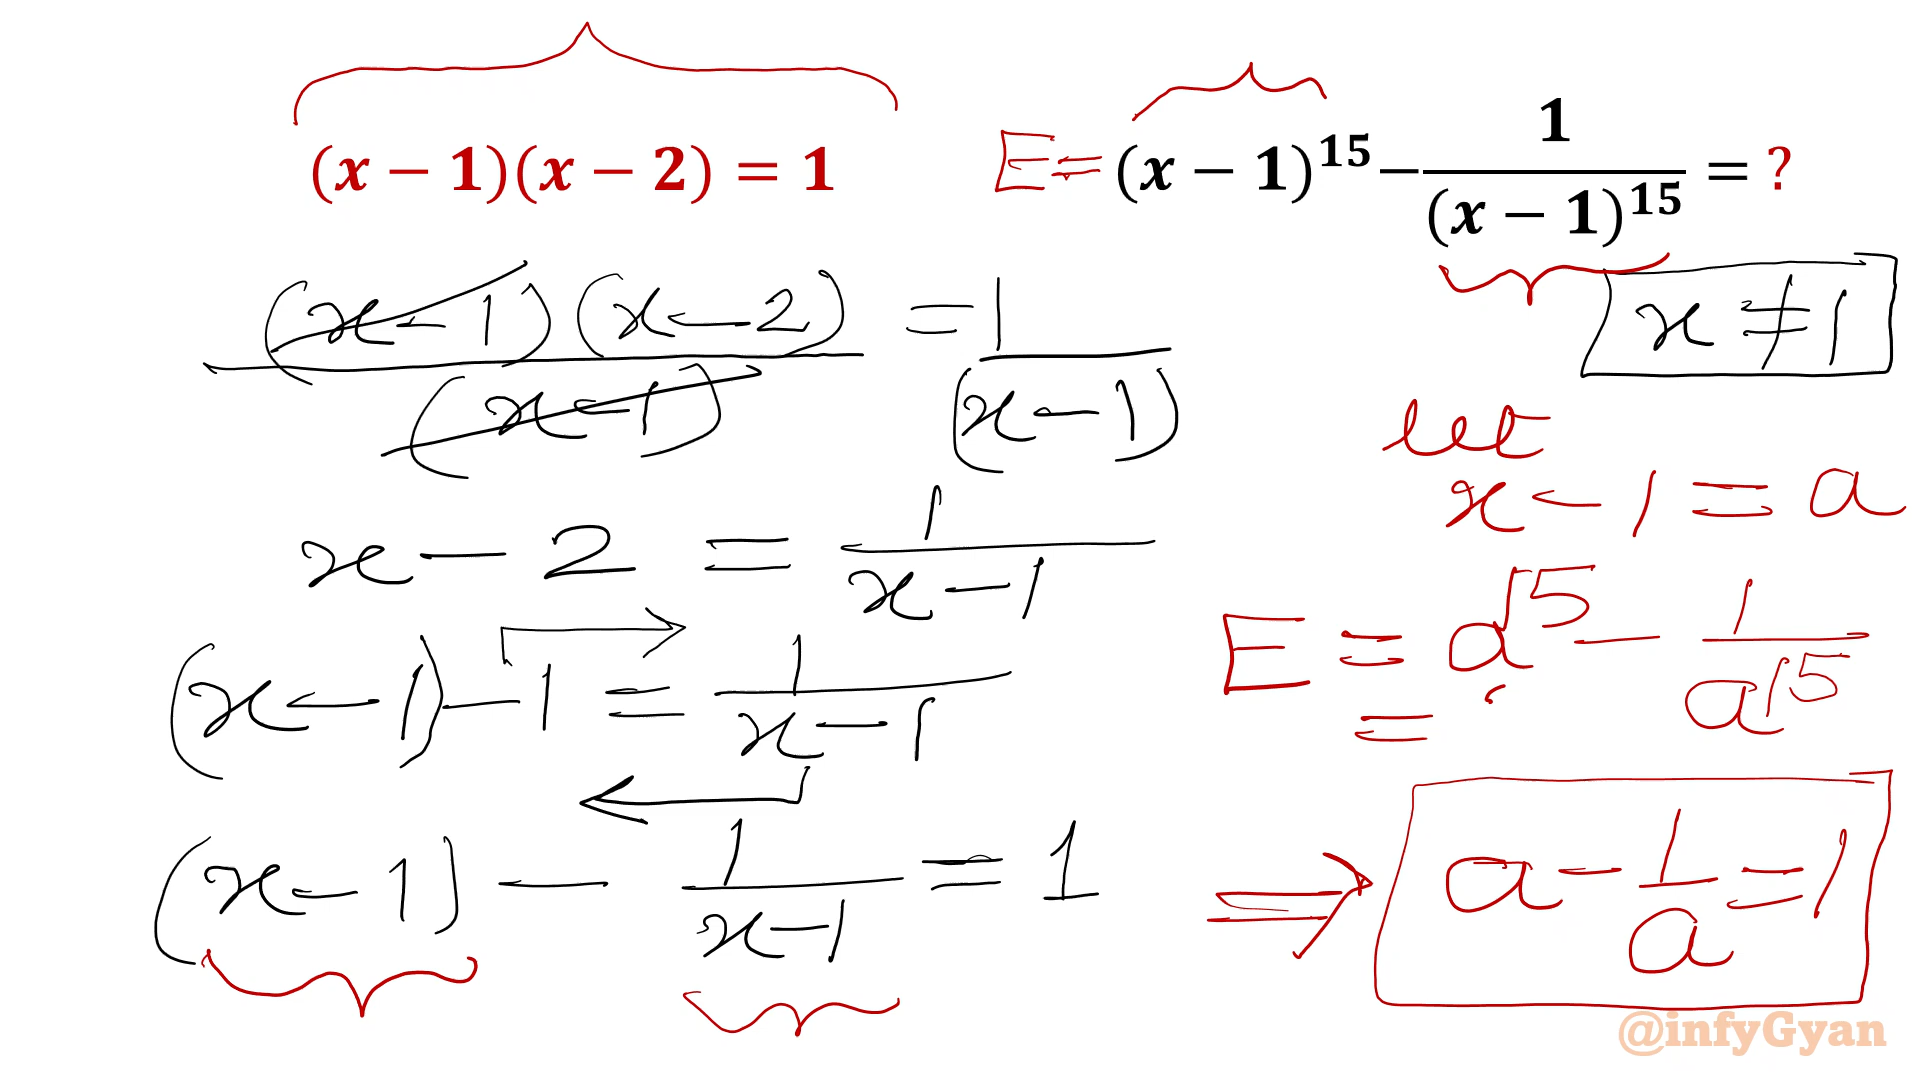 (x − 1)(x − 2) = 1
E = (x − 1)^15 − 1/(x − 1)^15 = ?
(x − 1)(x − 2)/(x − 1) = 1/(x − 1)
x ≠ 1
x − 2 = 1/(x − 1)
(x − 1) − 1 = 1/(x − 1)
(x − 1) − 1/(x − 1) = 1
let
x − 1 = a
E = a^15 − 1/a^15
=
⇒ a − 1/a = 1
@infyGyan